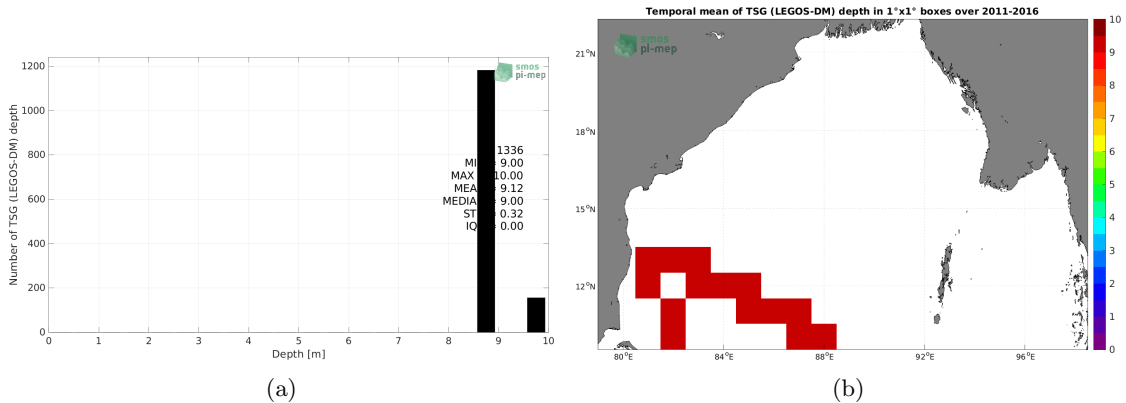 1200
1000
800
600
400
200
0
Number of TSG (LEGOS-DM) depth
smos
pi-mep
1336
MI = 9.00
MAX 10.00
MEA = 9.12
MEDIA = 9.00
ST = 0.32
IQ = 0.00
0 1 2 3 4 5 6 7 8 9 10
Depth [m]
(a)
Temporal mean of TSG (LEGOS-DM) depth in 1°x1° boxes over 2011-2016
smos
pi-mep
21°N
18°N
15°N
12°N
80°E 84°E 88°E 92°E 96°E
10
9
8
7
6
5
4
3
2
1
0
(b)